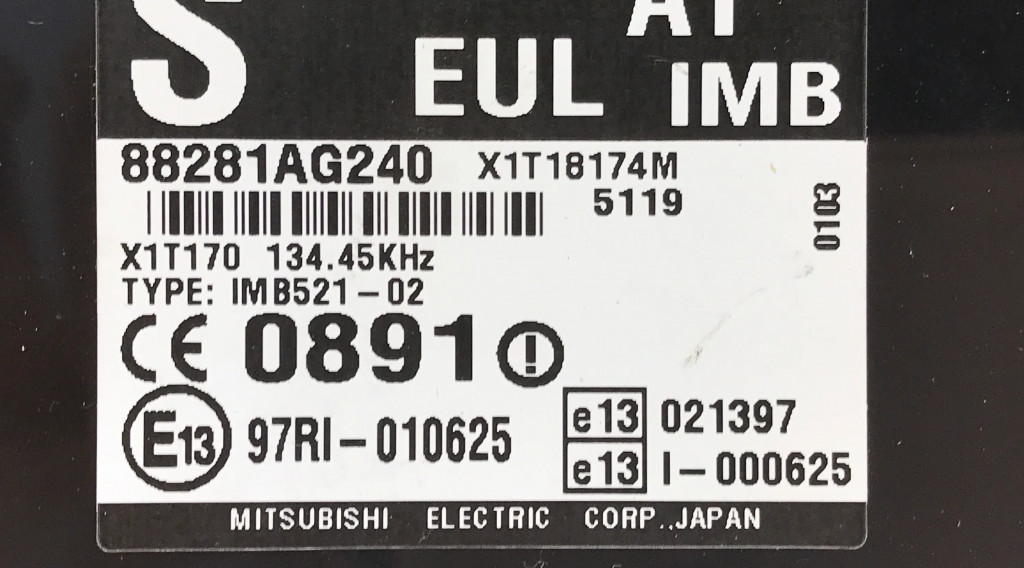 S AT
EUL IMB
88281AG240 X1T18174M
5119
0103
X1T170 134.45KHz
TYPE: IMB521-02
CE 0891
E13 97RI-010625
e13 021397
e13 I-000625
MITSUBISHI ELECTRIC CORP.,JAPAN